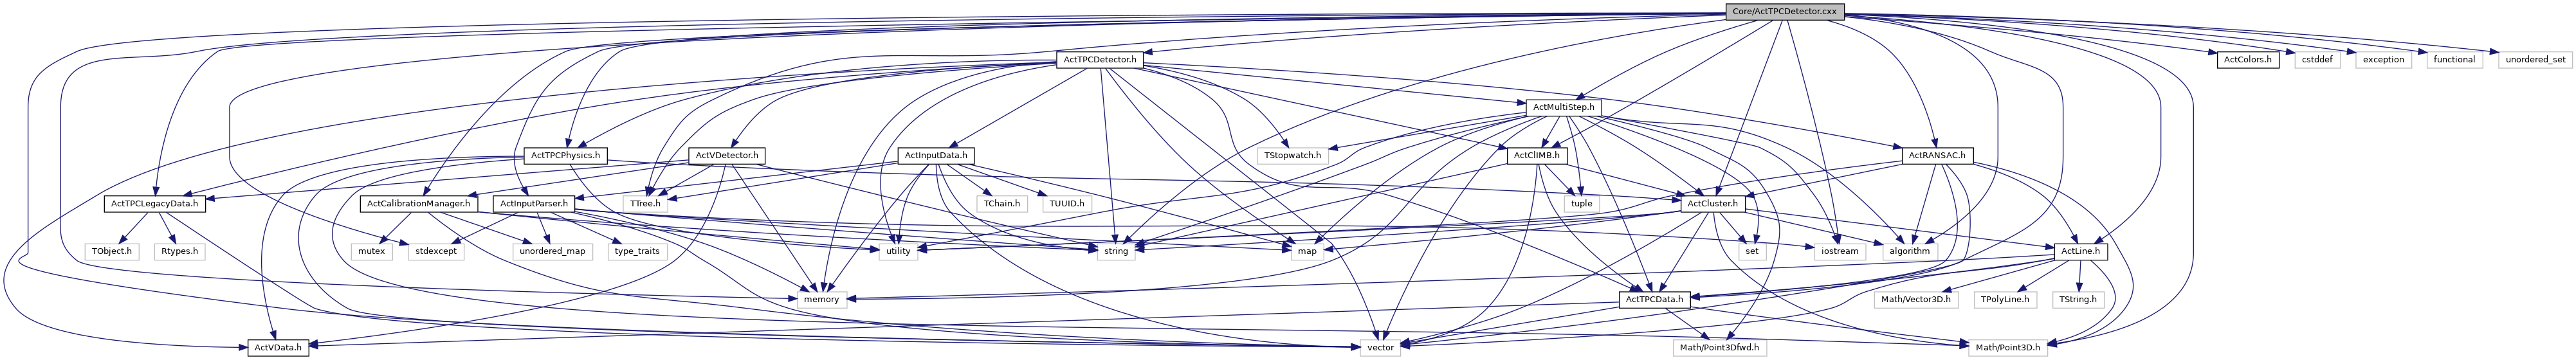 Core/ActTPCDetector.cxx
ActTPCDetector.h
ActColors.h
cstddef
exception
functional
unordered_set
ActMultiStep.h
ActTPCPhysics.h
ActVDetector.h
ActInputData.h
TStopwatch.h
ActClIMB.h
ActRANSAC.h
ActTPCLegacyData.h
ActCalibrationManager.h
ActInputParser.h
TTree.h
TChain.h
TUUID.h
tuple
ActCluster.h
TObject.h
Rtypes.h
mutex
stdexcept
unordered_map
type_traits
utility
string
map
set
iostream
algorithm
ActLine.h
memory
ActTPCData.h
Math/Vector3D.h
TPolyLine.h
TString.h
ActVData.h
vector
Math/Point3Dfwd.h
Math/Point3D.h